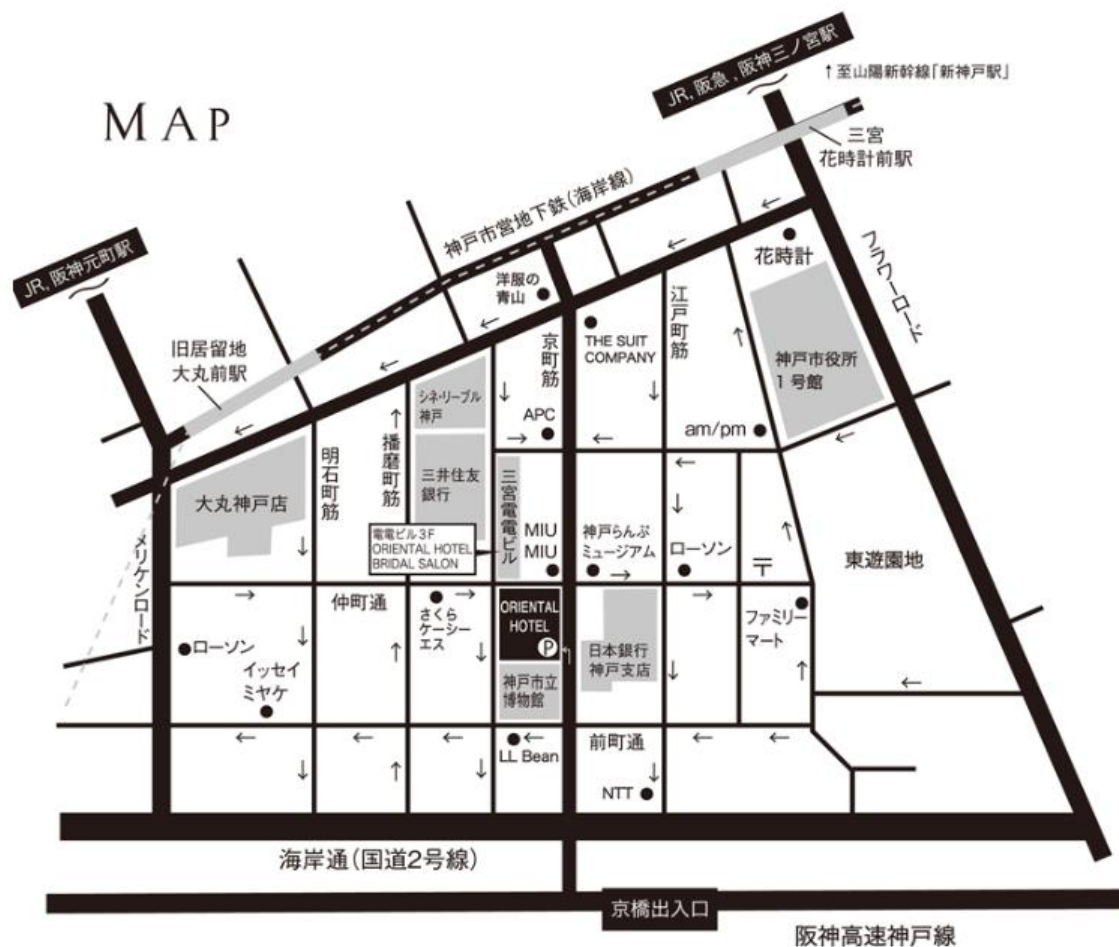 MAP
JR, 阪急 , 阪神三ノ宮駅
↑至山陽新幹線「新神戸駅」
三宮
花時計前駅
神戸市営地下鉄(海岸線)
JR, 阪神元町駅
旧居留地
大丸前駅
洋服の
青山
花時計
フラワーロード
江戸町筋
京町筋
THE SUIT
COMPANY
神戸市役所
1号館
シネ・リーブル
神戸
APC
am/pm
明石町筋
播磨町筋
三井住友
銀行
大丸神戸店
三宮電電ビル
電電ビル3F
ORIENTAL HOTEL
BRIDAL SALON
MIU
MIU
神戸らんぷ
ミュージアム
ローソン
〒
東遊園地
メリケンロード
仲町通
さくら
ケーシー
エス
ORIENTAL
HOTEL
P
日本銀行
神戸支店
ファミリー
マート
ローソン
イッセイ
ミヤケ
神戸市立
博物館
LL Bean
前町通
NTT
海岸通(国道2号線)
京橋出入口
阪神高速神戸線